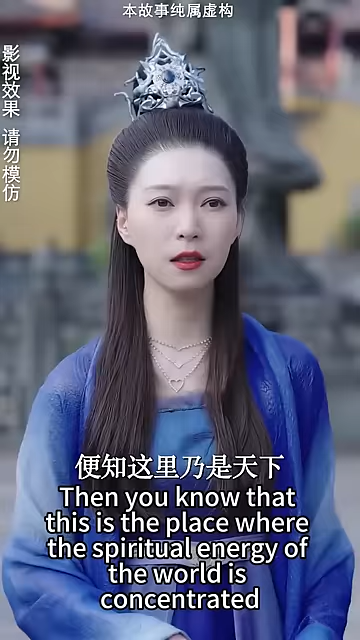 本故事纯属虚构
影视效果 请勿模仿
便知这里乃是天下
Then you know that
this is the place where
the spiritual energy of
the world is
concentrated